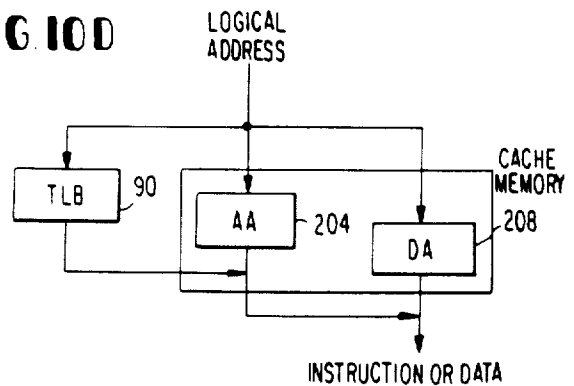 G.10D
LOGICAL
ADDRESS
CACHE
MEMORY
TLB
90
AA
204
DA
208
INSTRUCTION OR DATA